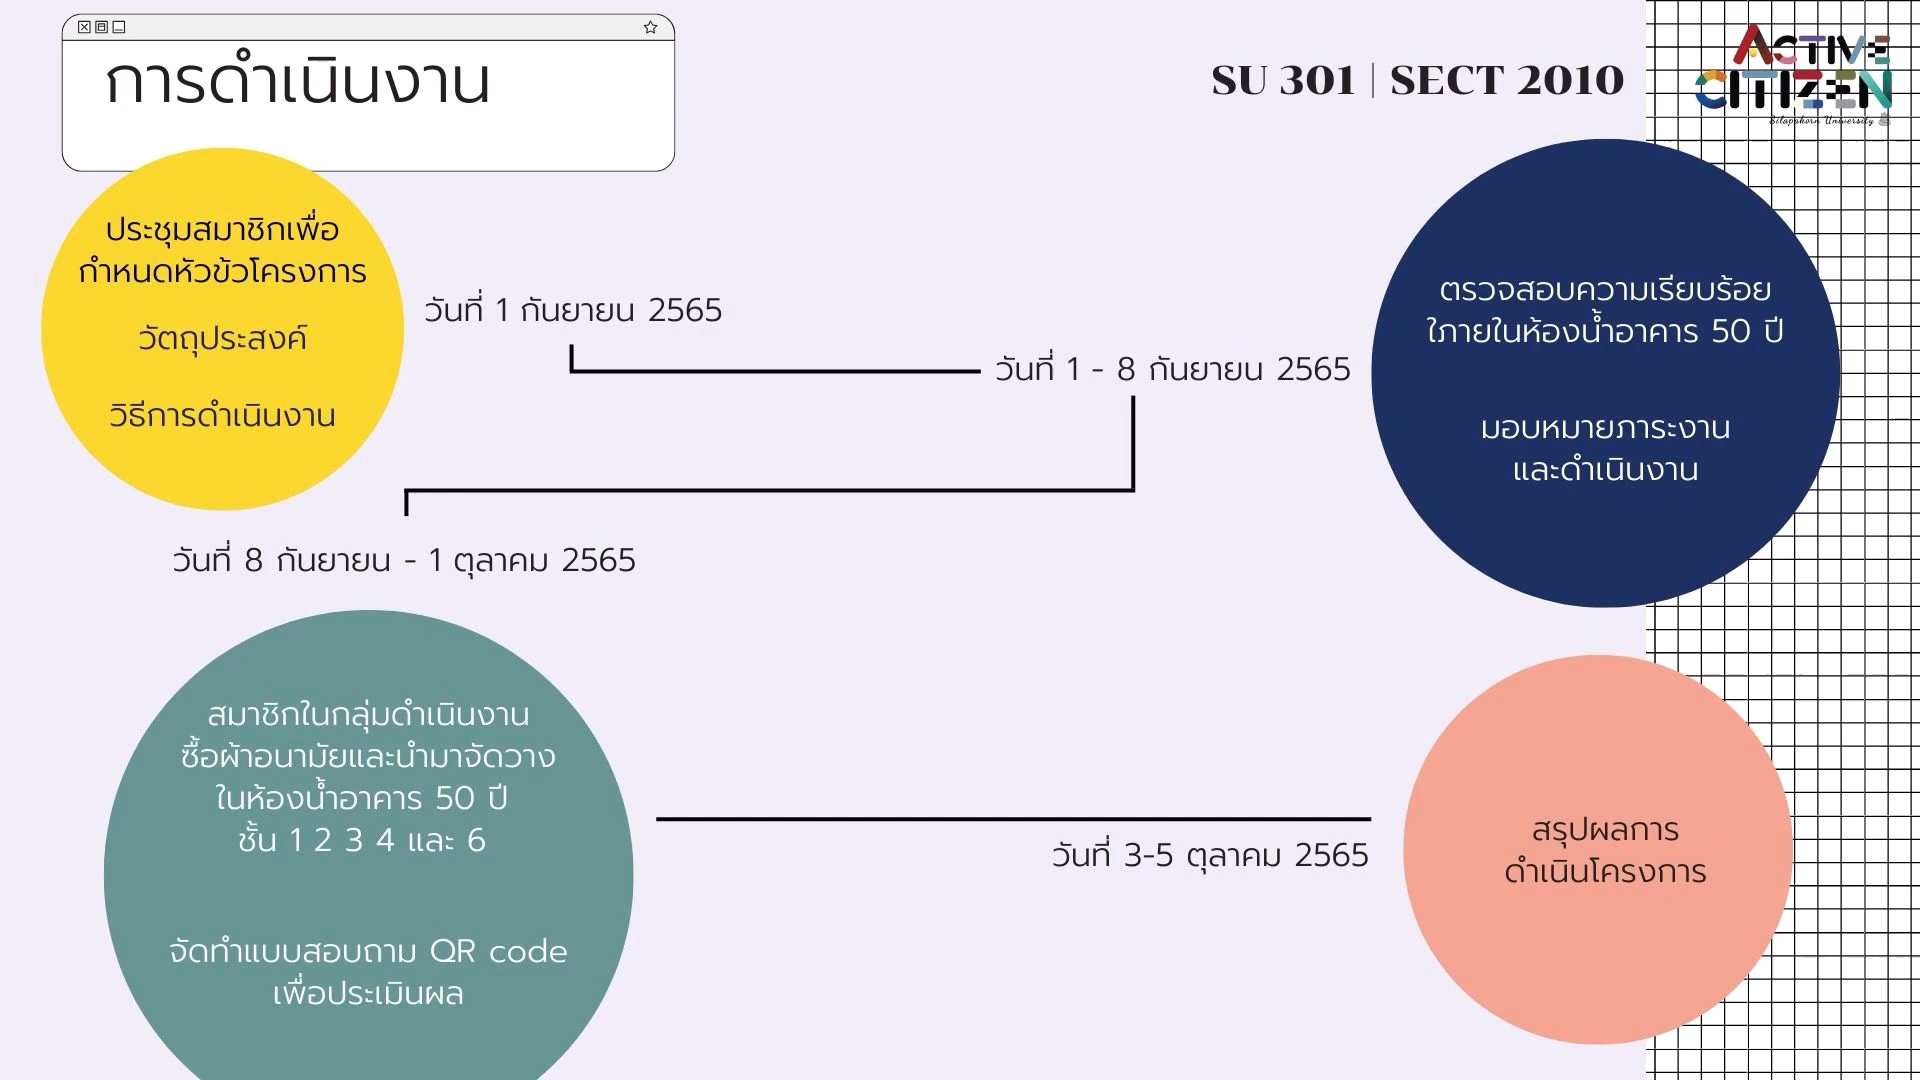 การดำเนินงาน
SU 301 | SECT 2010
ACTIVE
CITIZEN
Silapakorn University
ประชุมสมาชิกเพื่อ
กำหนดหัวข้วโครงการ
วัตถุประสงค์
วิธีการดำเนินงาน
วันที่ 1 กันยายน 2565
วันที่ 1 - 8 กันยายน 2565
ตรวจสอบความเรียบร้อย
ใภายในห้องน้ำอาคาร 50 ปี
มอบหมายภาระงาน
และดำเนินงาน
วันที่ 8 กันยายน - 1 ตุลาคม 2565
สมาชิกในกลุ่มดำเนินงาน
ซื้อผ้าอนามัยและนำมาจัดวาง
ในห้องน้ำอาคาร 50 ปี
ชั้น 1 2 3 4 และ 6
จัดทำแบบสอบถาม QR code
เพื่อประเมินผล
วันที่ 3-5 ตุลาคม 2565
สรุปผลการ
ดำเนินโครงการ